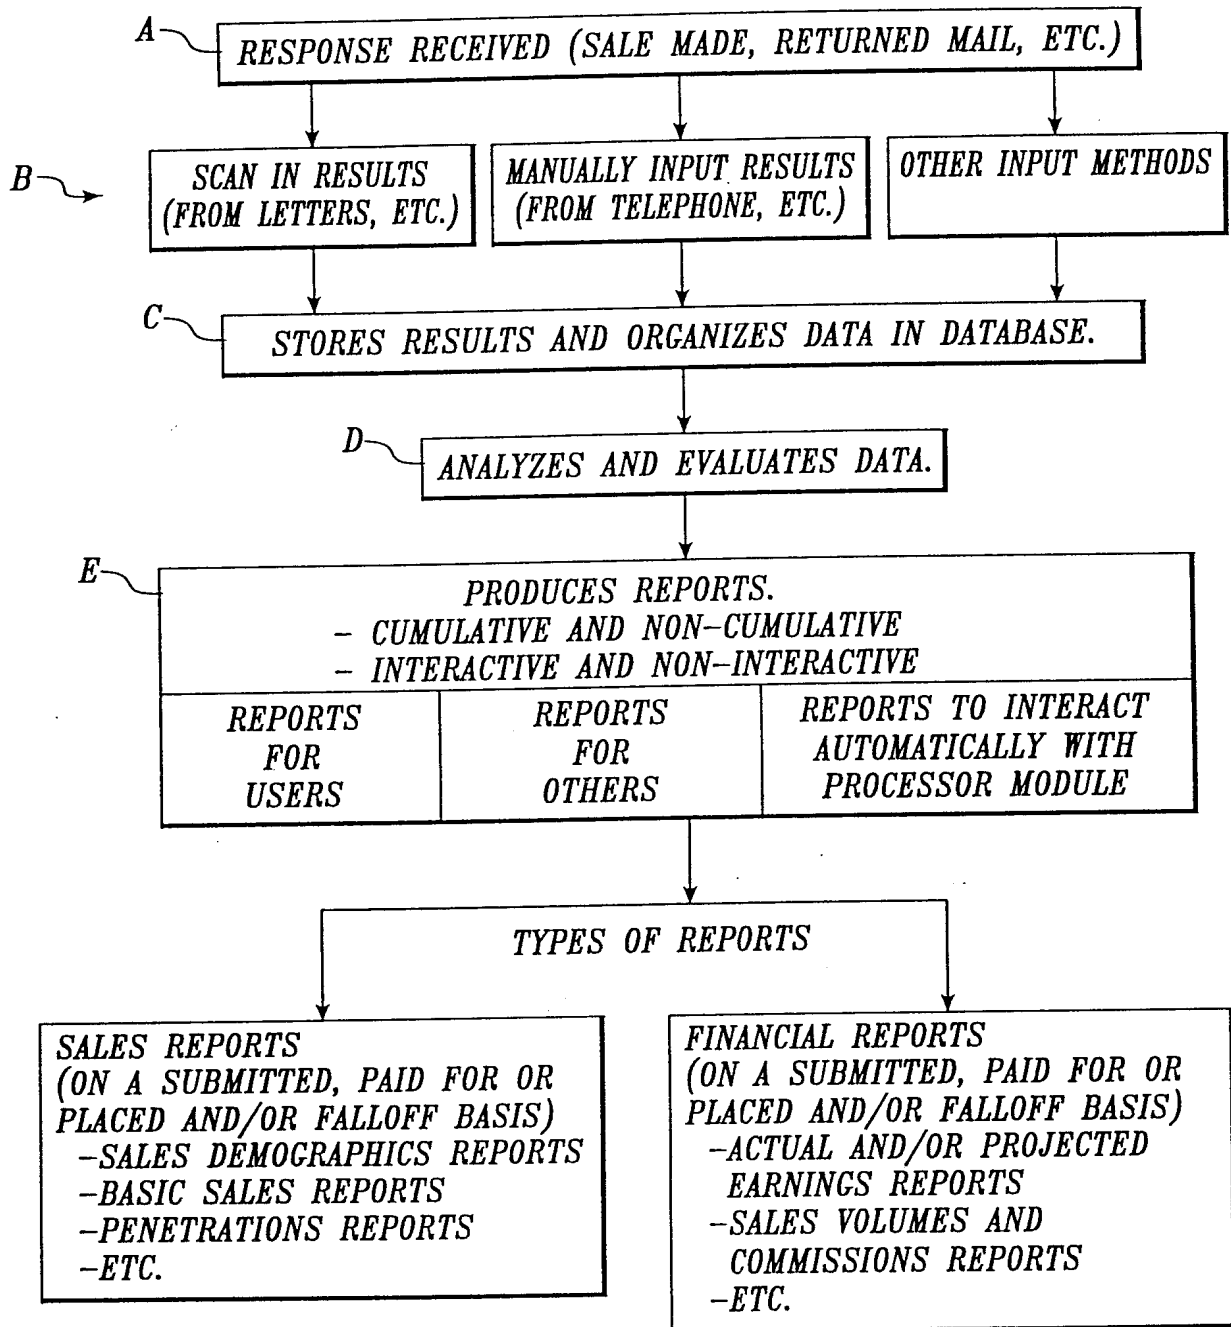 A
RESPONSE RECEIVED (SALE MADE, RETURNED MAIL, ETC.)
B
SCAN IN RESULTS
(FROM LETTERS, ETC.)
MANUALLY INPUT RESULTS
(FROM TELEPHONE, ETC.)
OTHER INPUT METHODS
C
STORES RESULTS AND ORGANIZES DATA IN DATABASE.
D
ANALYZES AND EVALUATES DATA.
E
PRODUCES REPORTS.
- CUMULATIVE AND NON-CUMULATIVE
- INTERACTIVE AND NON-INTERACTIVE
REPORTS
FOR
USERS
REPORTS
FOR
OTHERS
REPORTS TO INTERACT
AUTOMATICALLY WITH
PROCESSOR MODULE
TYPES OF REPORTS
SALES REPORTS
(ON A SUBMITTED, PAID FOR OR
PLACED AND/OR FALLOFF BASIS)
-SALES DEMOGRAPHICS REPORTS
-BASIC SALES REPORTS
-PENETRATIONS REPORTS
-ETC.
FINANCIAL REPORTS
(ON A SUBMITTED, PAID FOR OR
PLACED AND/OR FALLOFF BASIS)
-ACTUAL AND/OR PROJECTED
EARNINGS REPORTS
-SALES VOLUMES AND
COMMISSIONS REPORTS
-ETC.